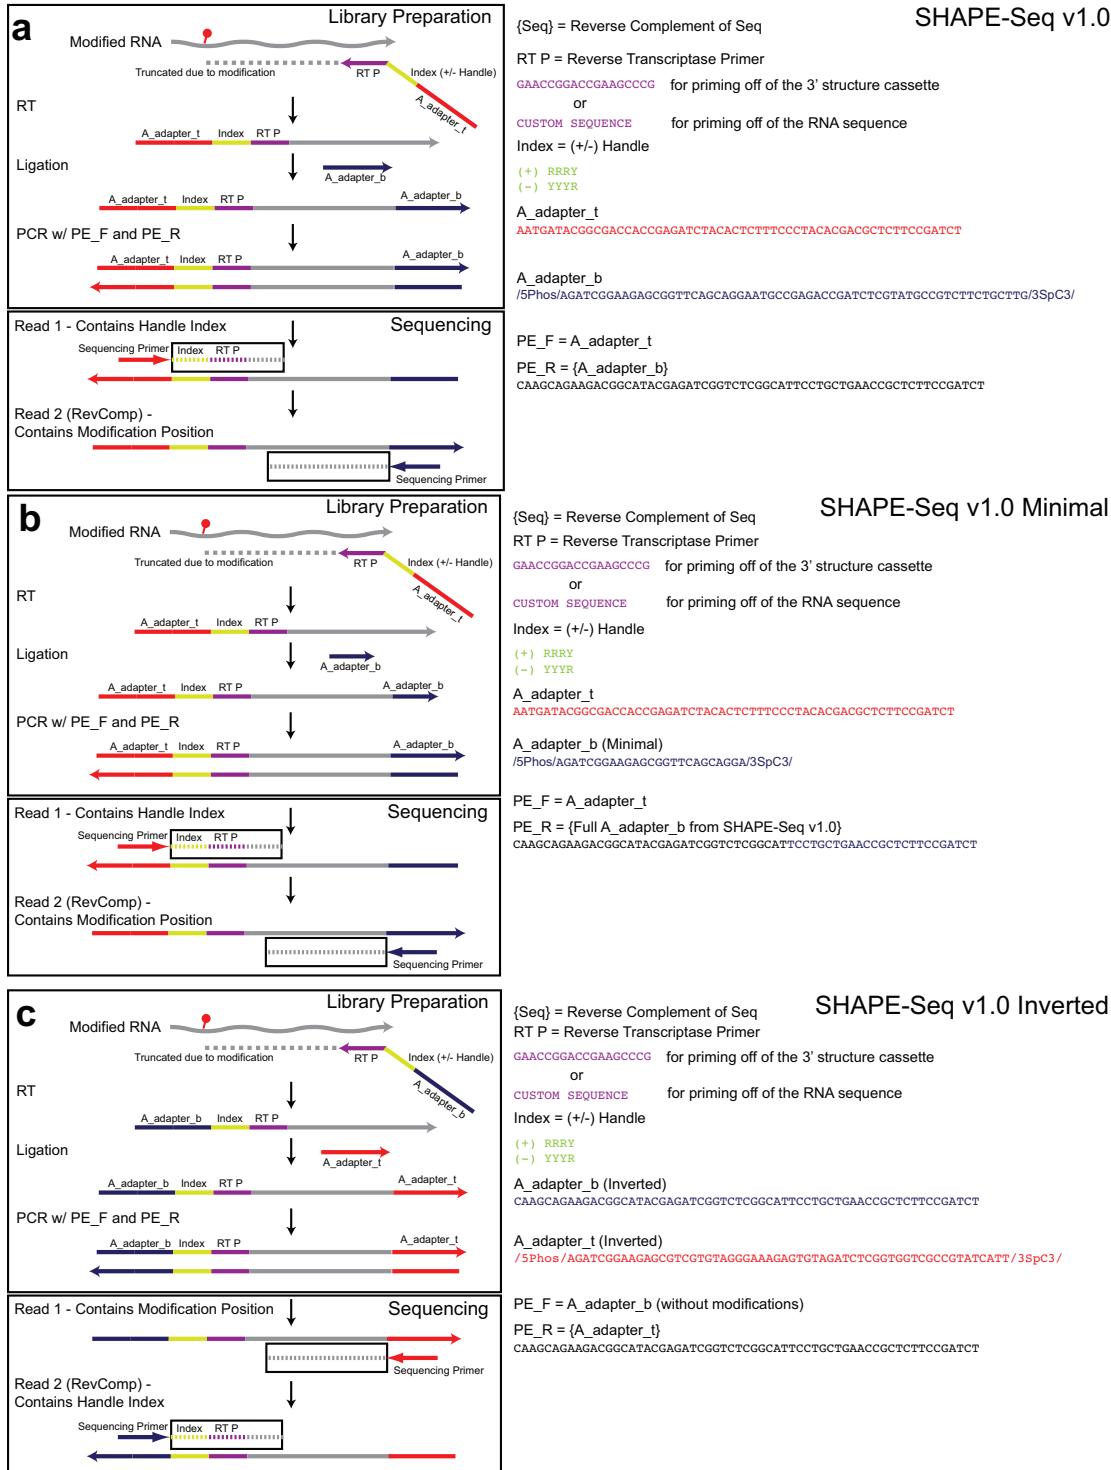 a
Library Preparation
Modified RNA
Truncated due to modification
RT P
Index (+/- Handle)
A_adapter_t
RT
A_adapter_t Index RT P
Ligation
A_adapter_b
A_adapter_t Index RT P A_adapter_b
PCR w/ PE_F and PE_R
A_adapter_t Index RT P A_adapter_b
Read 1 - Contains Handle Index
Sequencing
Sequencing Primer Index RT P
Read 2 (RevComp) -
Contains Modification Position
Sequencing Primer
SHAPE-Seq v1.0
{Seq} = Reverse Complement of Seq
RT P = Reverse Transcriptase Primer
GAACCGGACCGAAGCCCG for priming off of the 3' structure cassette
or
CUSTOM SEQUENCE for priming off of the RNA sequence
Index = (+/-) Handle
(+) RRRY
(-) YYYR
A_adapter_t
AATGATACGGCGACCACCGAGATCTACACTCTTTCCCTACACGACGCTCTTCCGATCT
A_adapter_b
/5Phos/AGATCGGAAGAGCGGTTCAGCAGGAATGCCGAGACCGATCTCGTATGCCGTCTTCTGCTTG/3SpC3/
PE_F = A_adapter_t
PE_R = {A_adapter_b}
CAAGCAGAAGACGGCATACGAGATCGGTCTCGGCATTCCTGCTGAACCGCTCTTCCGATCT
b
Library Preparation
Modified RNA
Truncated due to modification
RT P
Index (+/- Handle)
A_adapter_t
RT
A_adapter_t Index RT P
Ligation
A_adapter_b
A_adapter_t Index RT P A_adapter_b
PCR w/ PE_F and PE_R
A_adapter_t Index RT P A_adapter_b
Read 1 - Contains Handle Index
Sequencing
Sequencing Primer Index RT P
Read 2 (RevComp) -
Contains Modification Position
Sequencing Primer
SHAPE-Seq v1.0 Minimal
{Seq} = Reverse Complement of Seq
RT P = Reverse Transcriptase Primer
GAACCGGACCGAAGCCCG for priming off of the 3' structure cassette
or
CUSTOM SEQUENCE for priming off of the RNA sequence
Index = (+/-) Handle
(+) RRRY
(-) YYYR
A_adapter_t
AATGATACGGCGACCACCGAGATCTACACTCTTTCCCTACACGACGCTCTTCCGATCT
A_adapter_b (Minimal)
/5Phos/AGATCGGAAGAGCGGTTCAGCAGGA/3SpC3/
PE_F = A_adapter_t
PE_R = {Full A_adapter_b from SHAPE-Seq v1.0}
CAAGCAGAAGACGGCATACGAGATCGGTCTCGGCATTCCTGCTGAACCGCTCTTCCGATCT
c
Library Preparation
Modified RNA
Truncated due to modification
RT P
Index (+/- Handle)
A_adapter_b
RT
A_adapter_b Index RT P
Ligation
A_adapter_t
A_adapter_b Index RT P A_adapter_t
PCR w/ PE_F and PE_R
A_adapter_b Index RT P A_adapter_t
Read 1 - Contains Modification Position
Sequencing
Sequencing Primer
Read 2 (RevComp) -
Contains Handle Index
Sequencing Primer Index RT P
SHAPE-Seq v1.0 Inverted
{Seq} = Reverse Complement of Seq
RT P = Reverse Transcriptase Primer
GAACCGGACCGAAGCCCG for priming off of the 3' structure cassette
or
CUSTOM SEQUENCE for priming off of the RNA sequence
Index = (+/-) Handle
(+) RRRY
(-) YYYR
A_adapter_b (Inverted)
CAAGCAGAAGACGGCATACGAGATCGGTCTCGGCATTCCTGCTGAACCGCTCTTCCGATCT
A_adapter_t (Inverted)
/5Phos/AGATCGGAAGAGCGTCGTGTAGGGAAAGAGTGTAGATCTCGGTGGTCGCCGTATCATT/3SpC3/
PE_F = A_adapter_b (without modifications)
PE_R = {A_adapter_t}
CAAGCAGAAGACGGCATACGAGATCGGTCTCGGCATTCCTGCTGAACCGCTCTTCCGATCT